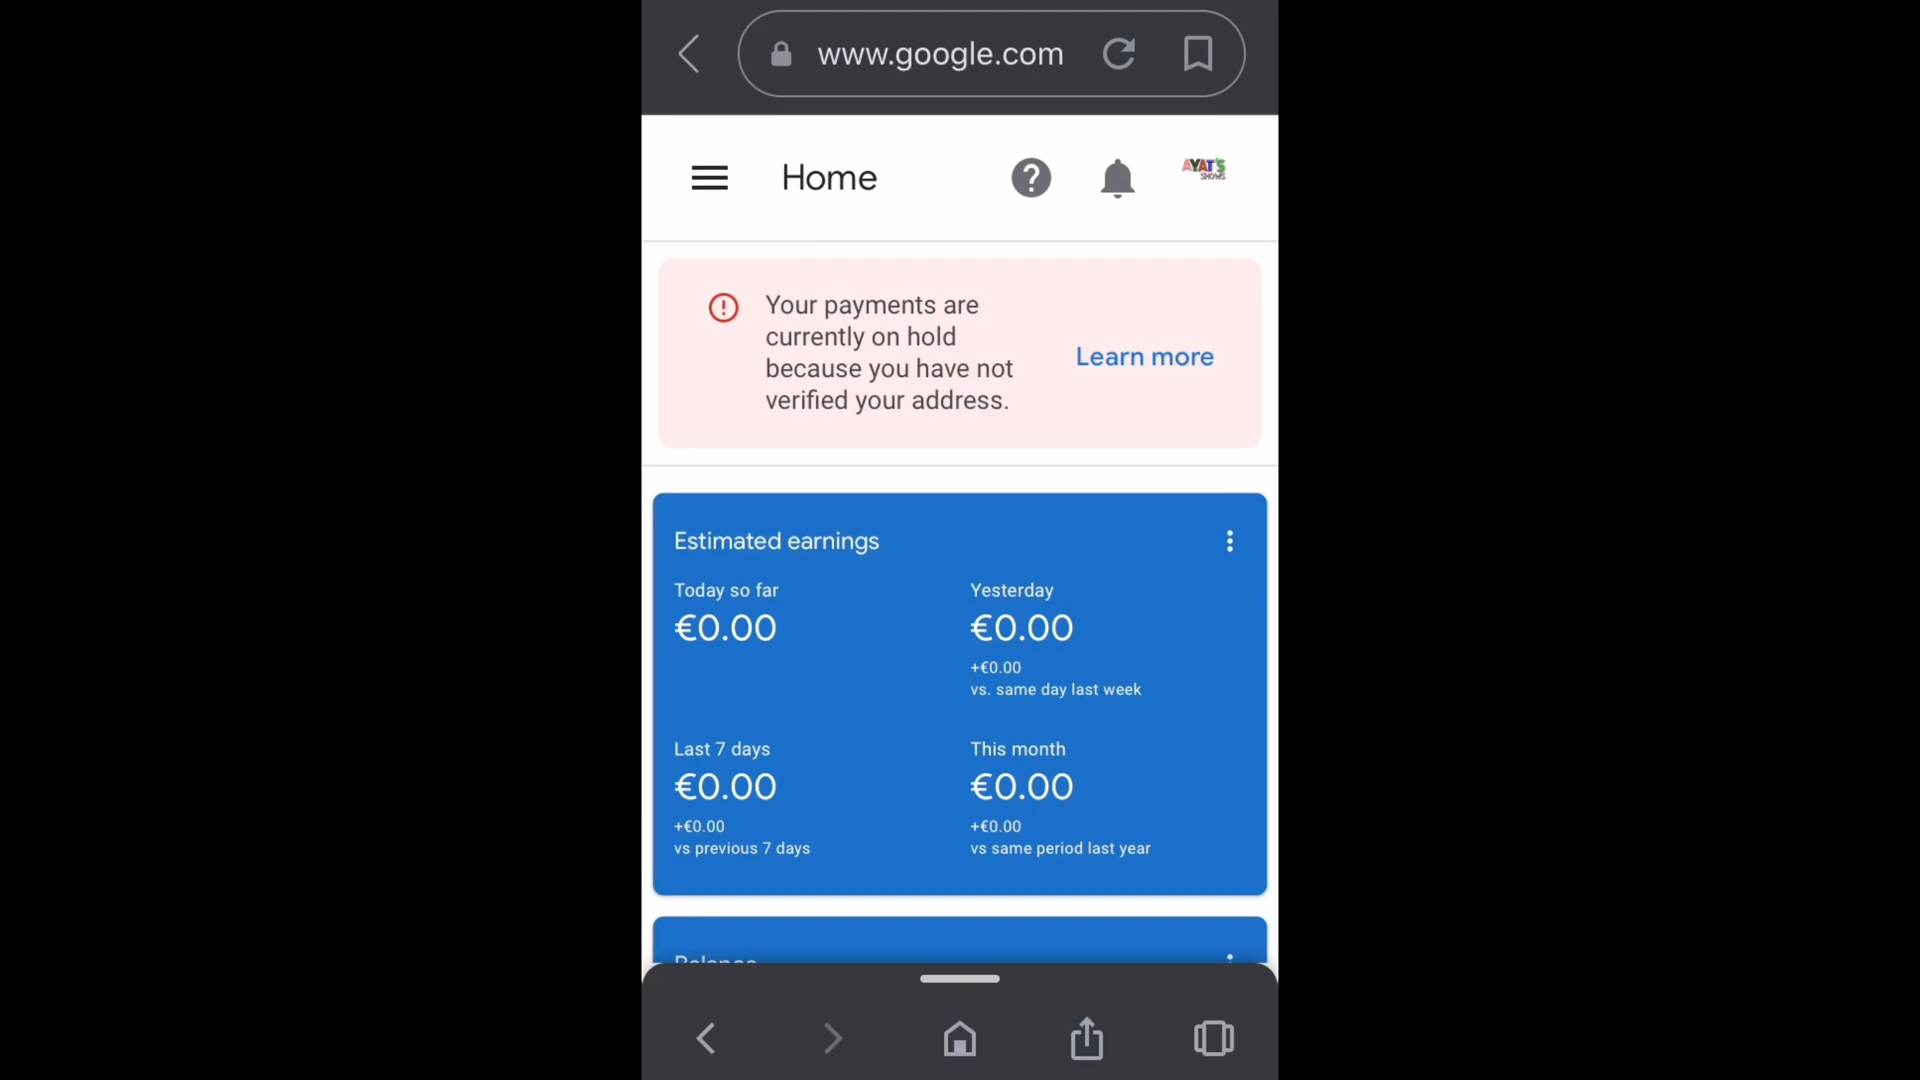 www.google.com
Home
AYAT'S
SHOWS
Your payments are
currently on hold
because you have not
verified your address.
Learn more
Estimated earnings
Today so far
€0.00
Yesterday
€0.00
+€0.00
vs. same day last week
Last 7 days
€0.00
+€0.00
vs previous 7 days
This month
€0.00
+€0.00
vs same period last year
Balance